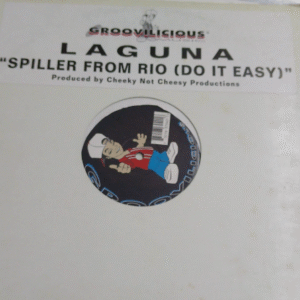 GROOVILICIOUS
LAGUNA
"SPILLER FROM RIO (DO IT EASY)"
Produced by Cheeky Not Cheesy Productions